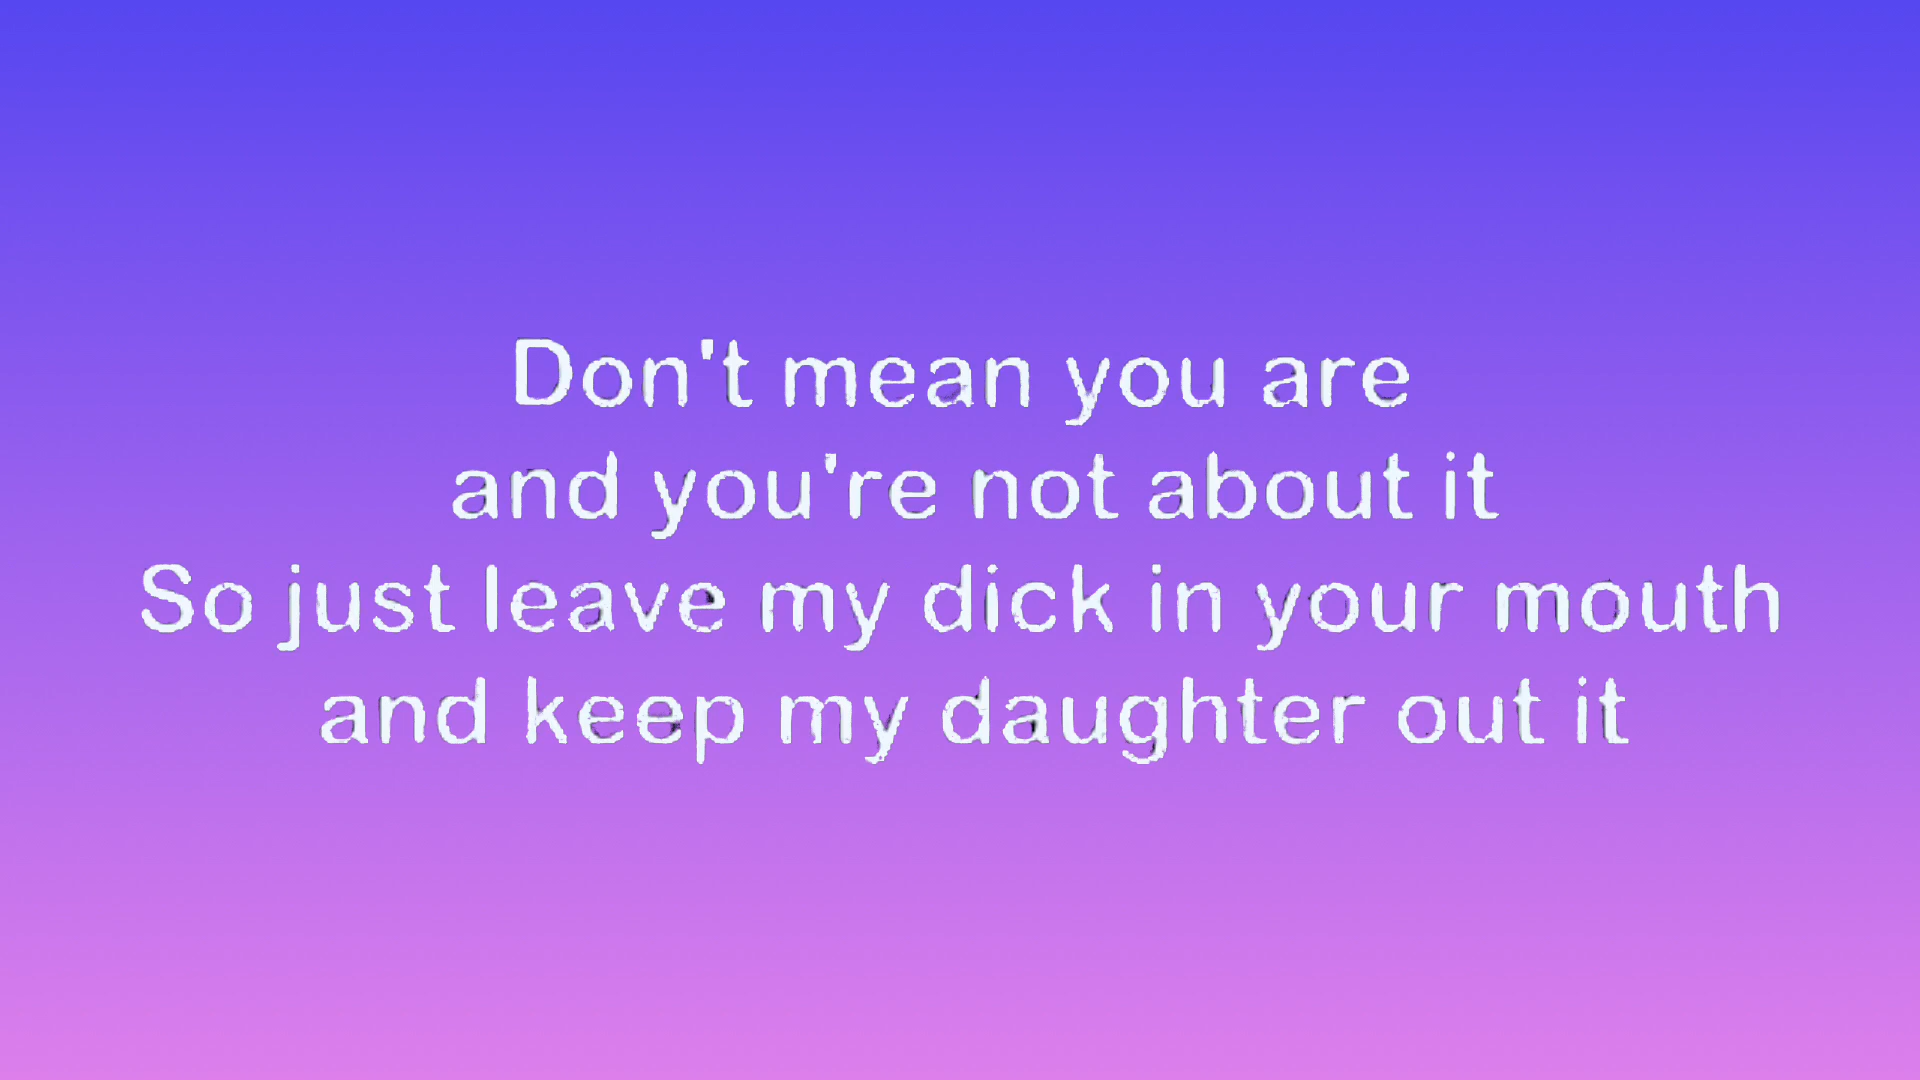 Don't mean you are
and you're not about it
So just leave my dick in your mouth
and keep my daughter out it